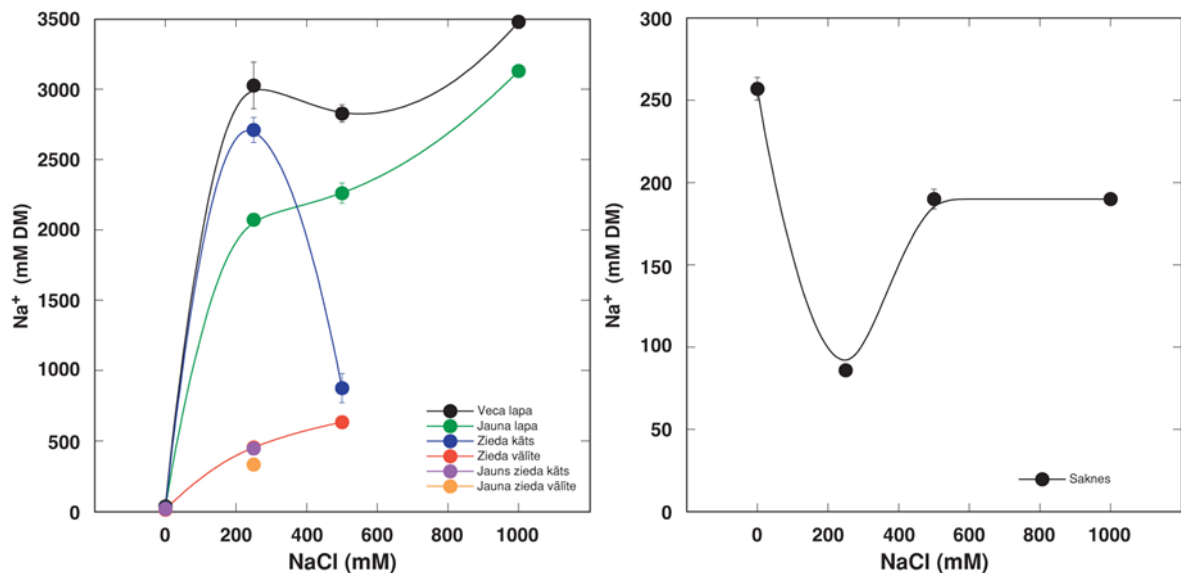 3500
3000
2500
2000
1500
1000
500
0
Na+ (mM DM)
0 200 400 600 800 1000
NaCl (mM)
Veca lapa
Jauna lapa
Zieda kāts
Zieda vālīte
Jauns zieda kāts
Jauna zieda vālīte
300
250
200
150
100
50
0
Na+ (mM DM)
0 200 400 600 800 1000
NaCl (mM)
Saknes